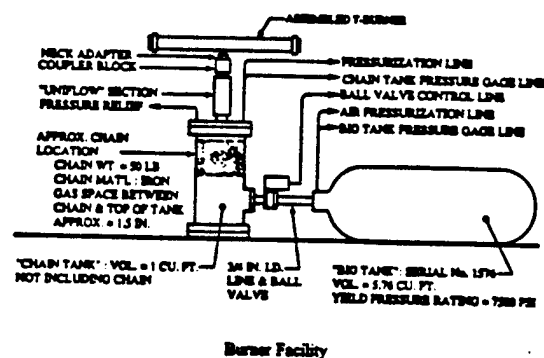 ASSEMBLED T-BURNER
NECK ADAPTER
COUPLER BLOCK
"UNIFLOW" SECTION
PRESSURE RELIEF
PRESSURIZATION LINE
CHAIN TANK PRESSURE GAGE LINE
BALL VALVE CONTROL LINE
AIR PRESSURIZATION LINE
BIG TANK PRESSURE GAGE LINE
APPROX. CHAIN
LOCATION
CHAIN WT = 50 LB
CHAIN MAT'L : IRON
GAS SPACE BETWEEN
CHAIN & TOP OF TANK
APPROX. = 1.5 IN.
"CHAIN TANK" : VOL. = 1 CU. FT.
NOT INCLUDING CHAIN
3/4 IN. I.D.
LINE & BALL
VALVE
"BIG TANK" : SERIAL No. 1576
VOL. = 5.76 CU. FT.
YIELD PRESSURE RATING = PSI
Burner Facility